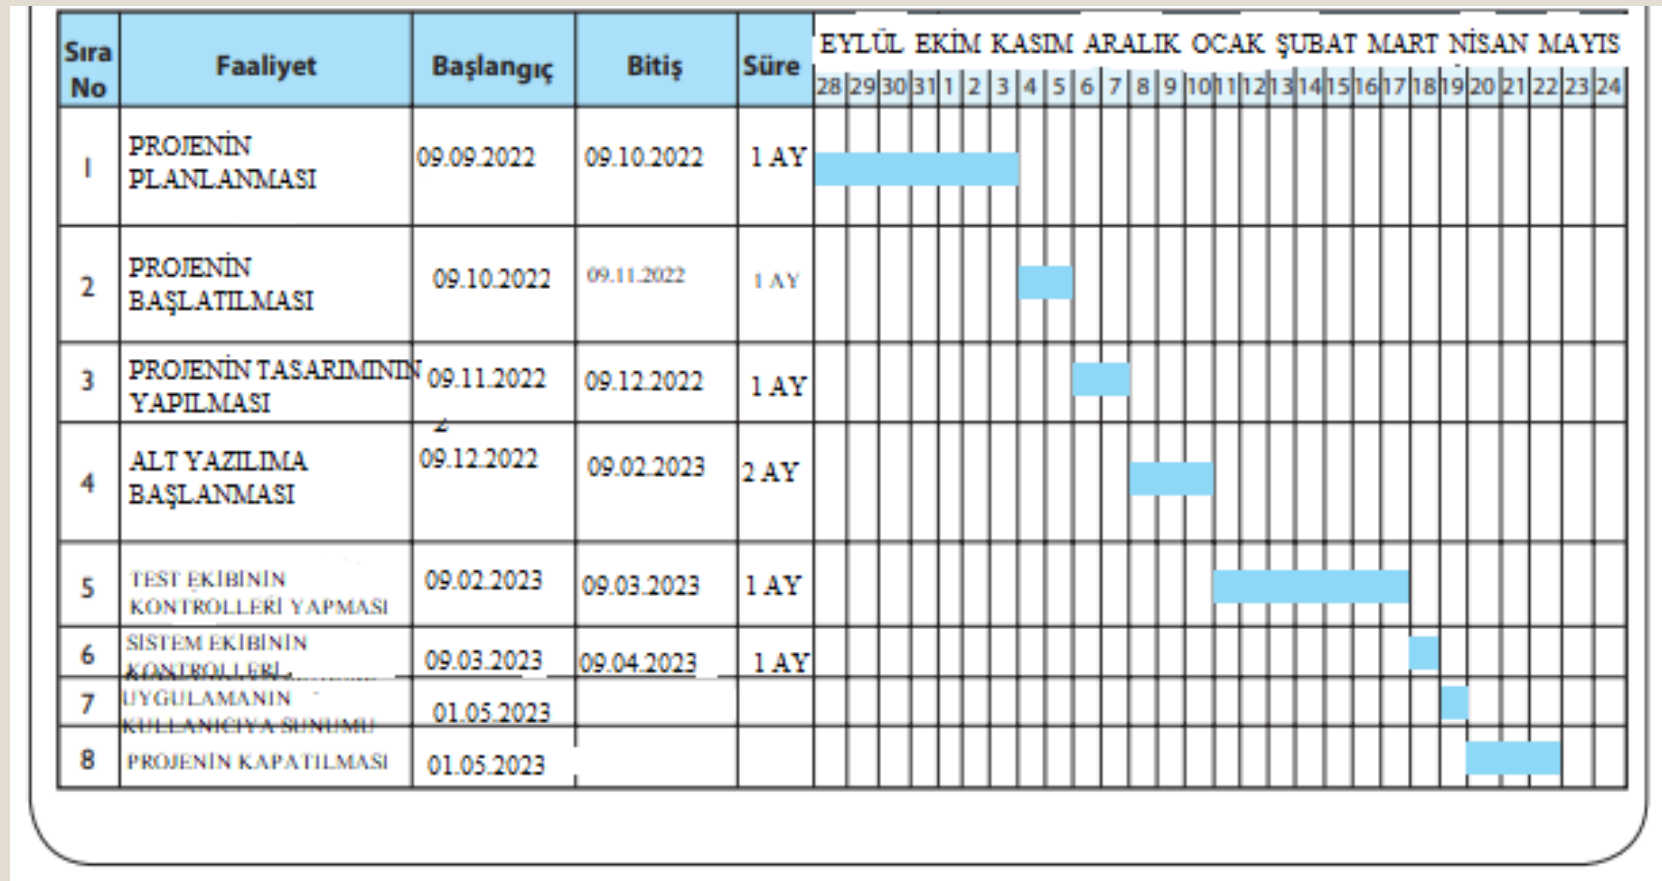 Sıra No Faaliyet Başlangıç Bitiş Süre EYLÜL EKİM KASIM ARALIK OCAK ŞUBAT MART NİSAN MAYIS
28 29 30 31 1 2 3 4 5 6 7 8 9 10 11 12 13 14 15 16 17 18 19 20 21 22 23 24
1 PROJENİN PLANLANMASI 09.09.2022 09.10.2022 1 AY
2 PROJENİN BAŞLATILMASI 09.10.2022 09.11.2022 1 AY
3 PROJENİN TASARIMININ YAPILMASI 09.11.2022 09.12.2022 1 AY
4 ALT YAZILIMA BAŞLANMASI 09.12.2022 09.02.2023 2 AY
5 TEST EKİBİNİN KONTROLLERİ YAPMASI 09.02.2023 09.03.2023 1 AY
6 SİSTEM EKİBİNİN KONTROLLERİ 09.03.2023 09.04.2023 1 AY
7 UYGULAMANIN KULLANICIYA SUNUMU 01.05.2023
8 PROJENİN KAPATILMASI 01.05.2023